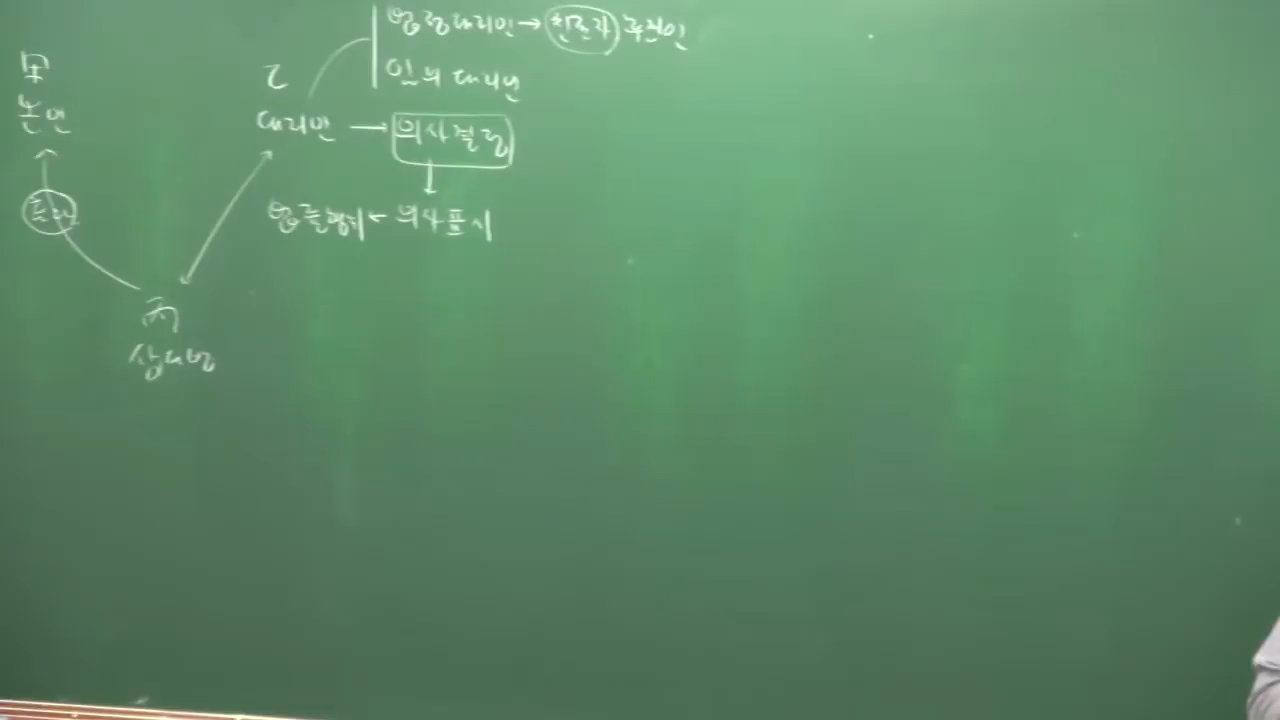 법정대리인 → 친권자 후견인
임의대리인
乙
대리인 → 의사결정
甲
본인
효과
법률행위 ← 의사표시
丙
상대방